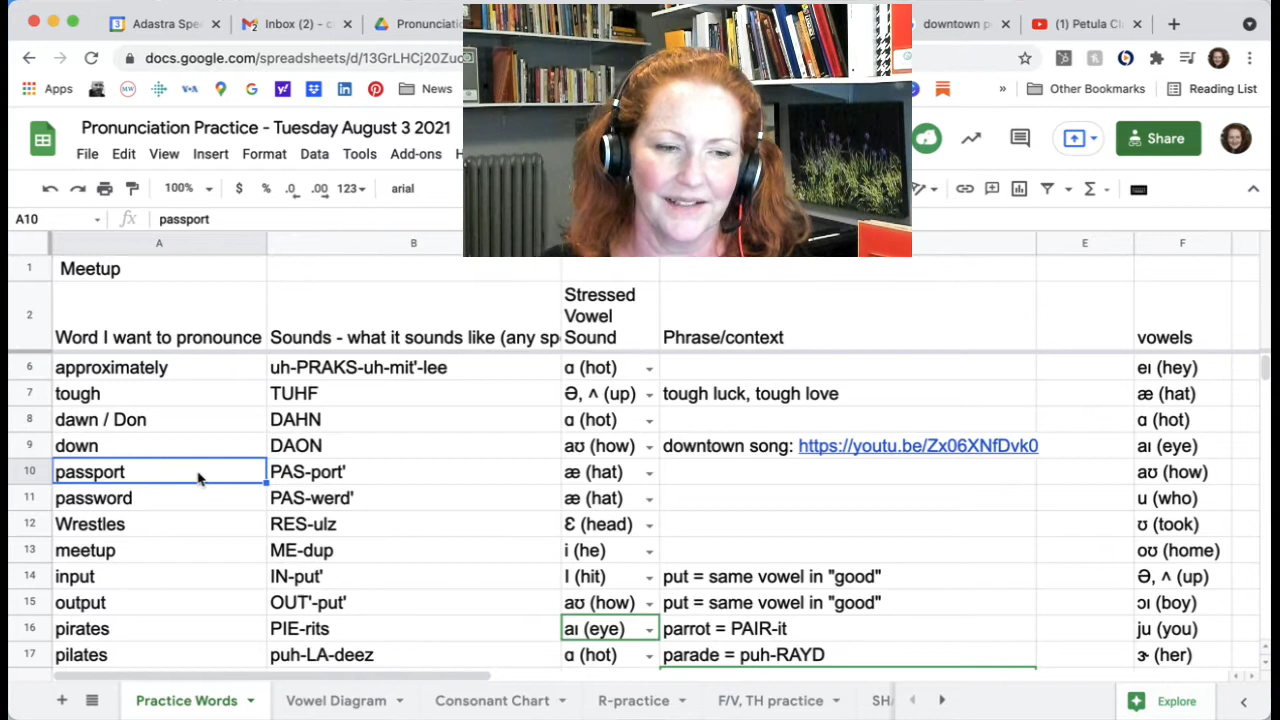 Adastra Spe
Inbox (2) - c
Pronunciation
downtown p
(1) Petula Cl
docs.google.com/spreadsheets/d/13GrLHCj20Zuc
Apps
News
»
Other Bookmarks
Reading List
Pronunciation Practice - Tuesday August 3 2021
File Edit View Insert Format Data Tools Add-ons H
Share
100% $ % .0 .00 123 arial
A10 fx passport
A B E F
1 Meetup
2 Word I want to pronounce Sounds - what it sounds like (any sp Stressed
Vowel
Sound Phrase/context vowels
6 approximately uh-PRAKS-uh-mit'-lee ɑ (hot) eɪ (hey)
7 tough TUHF Ə, ʌ (up) tough luck, tough love æ (hat)
8 dawn / Don DAHN ɑ (hot) ɑ (hot)
9 down DAON aʊ (how) downtown song: https://youtu.be/Zx06XNfDvk0 aɪ (eye)
10 passport PAS-port' æ (hat) aʊ (how)
11 password PAS-werd' æ (hat) u (who)
12 Wrestles RES-ulz Ɛ (head) ʊ (took)
13 meetup ME-dup i (he) oʊ (home)
14 input IN-put' I (hit) put = same vowel in "good" Ə, ʌ (up)
15 output OUT'-put' aʊ (how) put = same vowel in "good" ɔɪ (boy)
16 pirates PIE-rits aɪ (eye) parrot = PAIR-it ju (you)
17 pilates puh-LA-deez ɑ (hot) parade = puh-RAYD ɝ (her)
Practice Words Vowel Diagram Consonant Chart R-practice F/V, TH practice SH
Explore